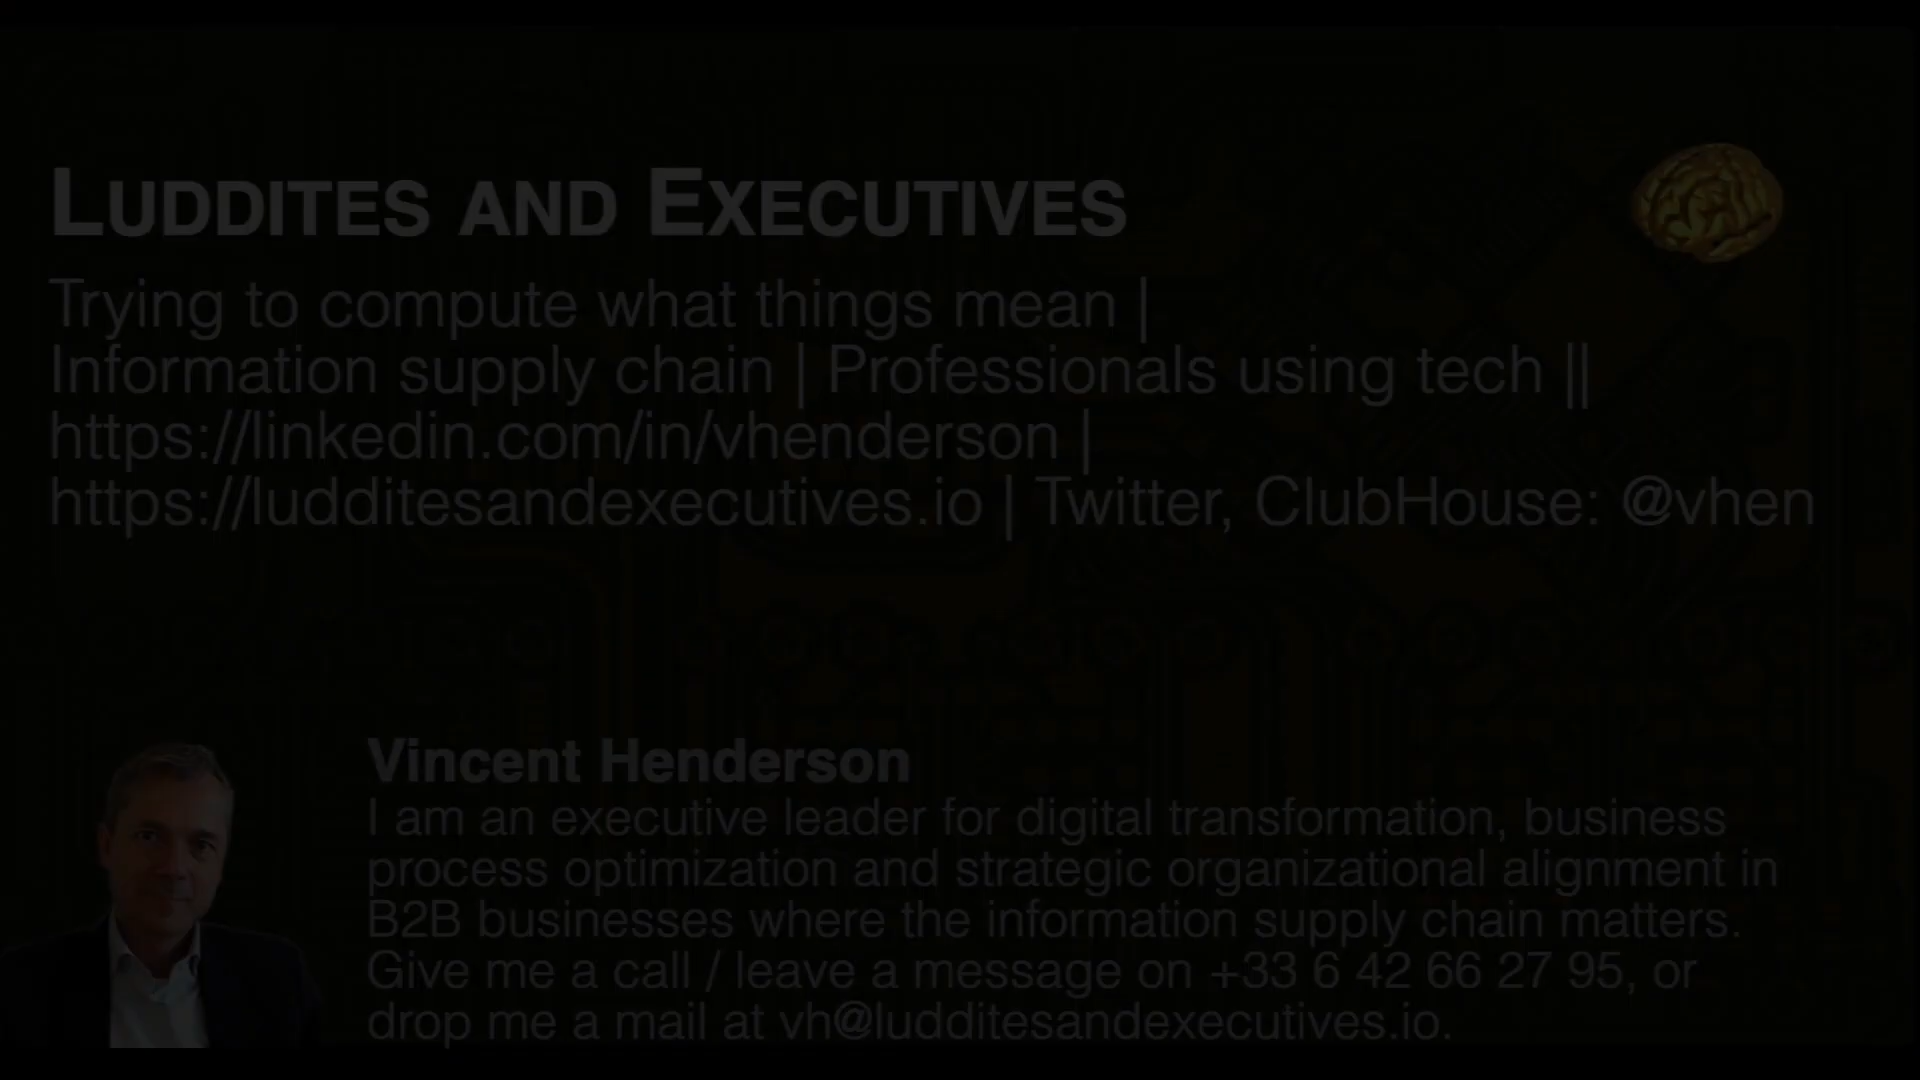 LUDDITES AND EXECUTIVES
Trying to compute what things mean |
Information supply chain | Professionals using tech ||
https://linkedin.com/in/vhenderson |
https://ludditesandexecutives.io | Twitter, ClubHouse: @vhen
Vincent Henderson
I am an executive leader for digital transformation, business
process optimization and strategic organizational alignment in
B2B businesses where the information supply chain matters.
Give me a call / leave a message on +33 6 42 66 27 95, or
drop me a mail at vh@ludditesandexecutives.io.